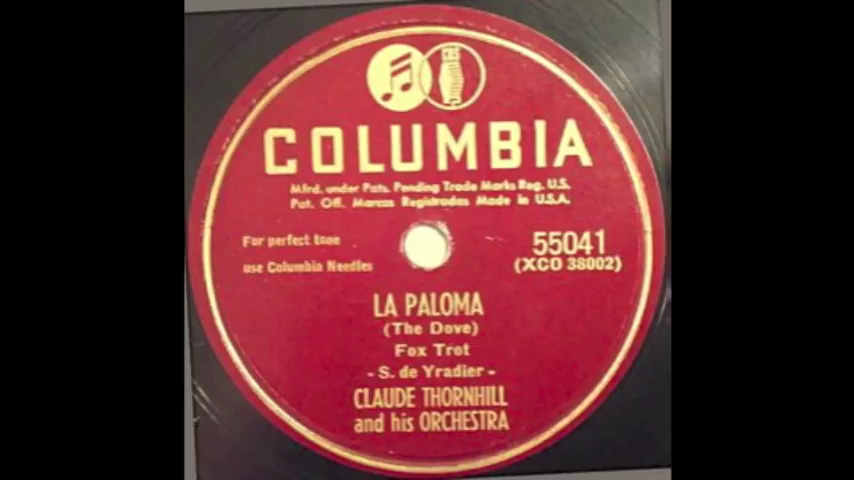 CBS
COLUMBIA
Mfrd. under Pats. Pending Trade Marks Reg. U.S.
Pat. Off. Marcas Registradas Made in U.S.A.
For perfect tone
use Columbia Needles
55041
(XCO 38002)
LA PALOMA
(The Dove)
Fox Trot
- S. de Yradier -
CLAUDE THORNHILL
and his ORCHESTRA